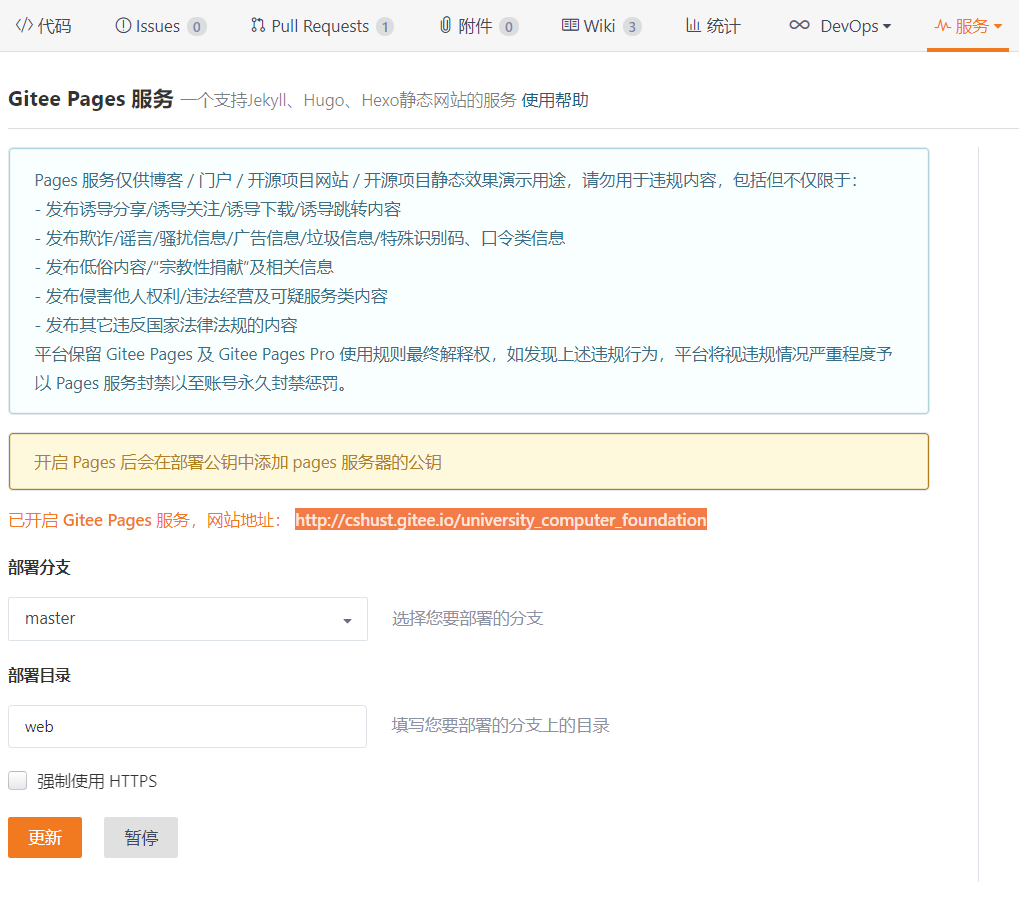 代码 Issues 0 Pull Requests 1 附件 0 Wiki 3 统计 DevOps 服务
Gitee Pages 服务 一个支持Jekyll、Hugo、Hexo静态网站的服务 使用帮助
Pages 服务仅供博客 / 门户 / 开源项目网站 / 开源项目静态效果演示用途，请勿用于违规内容，包括但不仅限于：
- 发布诱导分享/诱导关注/诱导下载/诱导跳转内容
- 发布欺诈/谣言/骚扰信息/广告信息/垃圾信息/特殊识别码、口令类信息
- 发布低俗内容/“宗教性捐献”及相关信息
- 发布侵害他人权利/违法经营及可疑服务类内容
- 发布其它违反国家法律法规的内容
平台保留 Gitee Pages 及 Gitee Pages Pro 使用规则最终解释权，如发现上述违规行为，平台将视违规情况严重程度予
以 Pages 服务封禁以至账号永久封禁惩罚。
开启 Pages 后会在部署公钥中添加 pages 服务器的公钥
已开启 Gitee Pages 服务，网站地址： http://cshust.gitee.io/university_computer_foundation
部署分支
master 选择您要部署的分支
部署目录
web 填写您要部署的分支上的目录
强制使用 HTTPS
更新 暂停